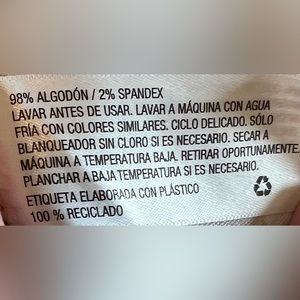 98% ALGODÓN / 2% SPANDEX
LAVAR ANTES DE USAR. LAVAR A MÁQUINA CON AGUA
FRÍA CON COLORES SIMILARES. CICLO DELICADO. SÓLO
BLANQUEADOR SIN CLORO SI ES NECESARIO. SECAR A
MÁQUINA A TEMPERATURA BAJA. RETIRAR OPORTUNAMENTE.
PLANCHAR A BAJA TEMPERATURA SI ES NECESARIO.
ETIQUETA ELABORADA CON PLÁSTICO
100 % RECICLADO